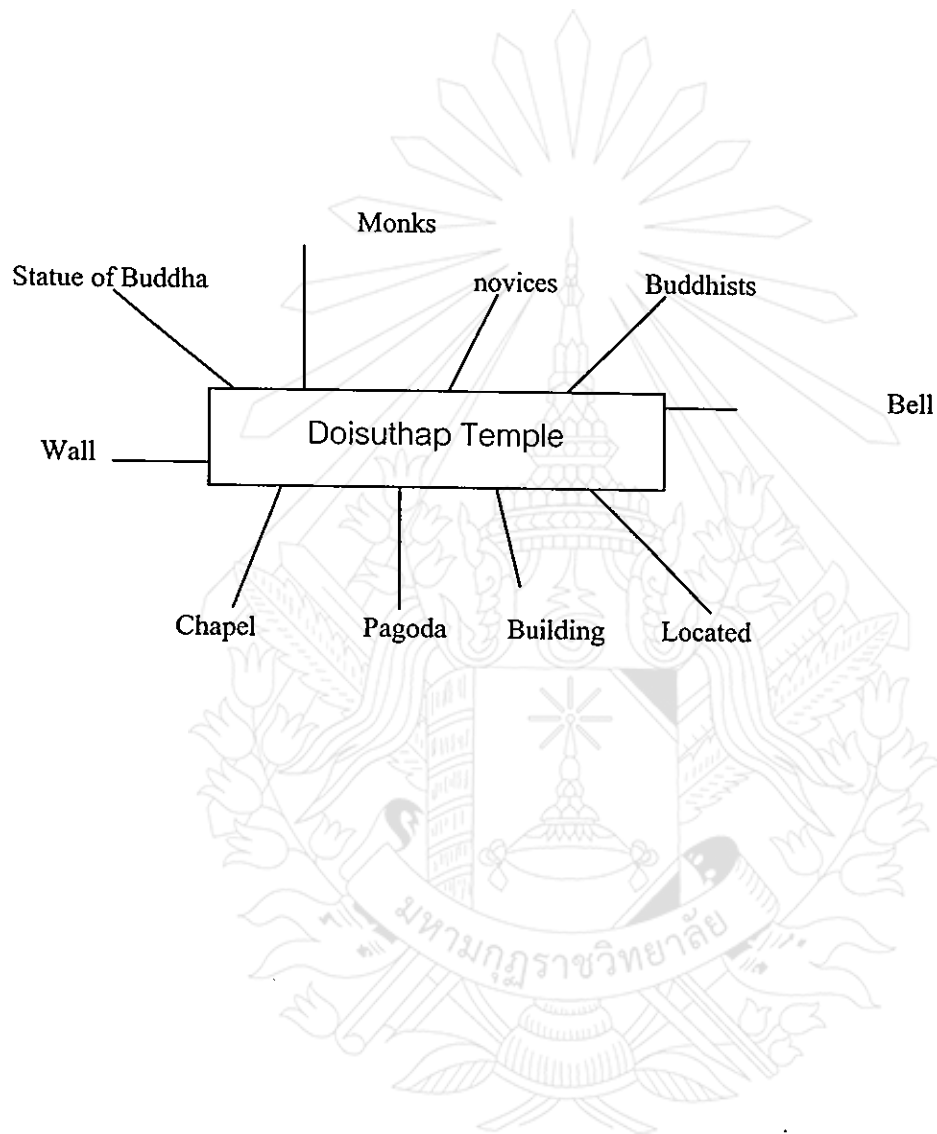 Monks
Statue of Buddha
novices
Buddhists
Bell
Doisuthap Temple
Wall
Chapel
Pagoda
Building
Located
มหามกุฏราชวิทยาลัย